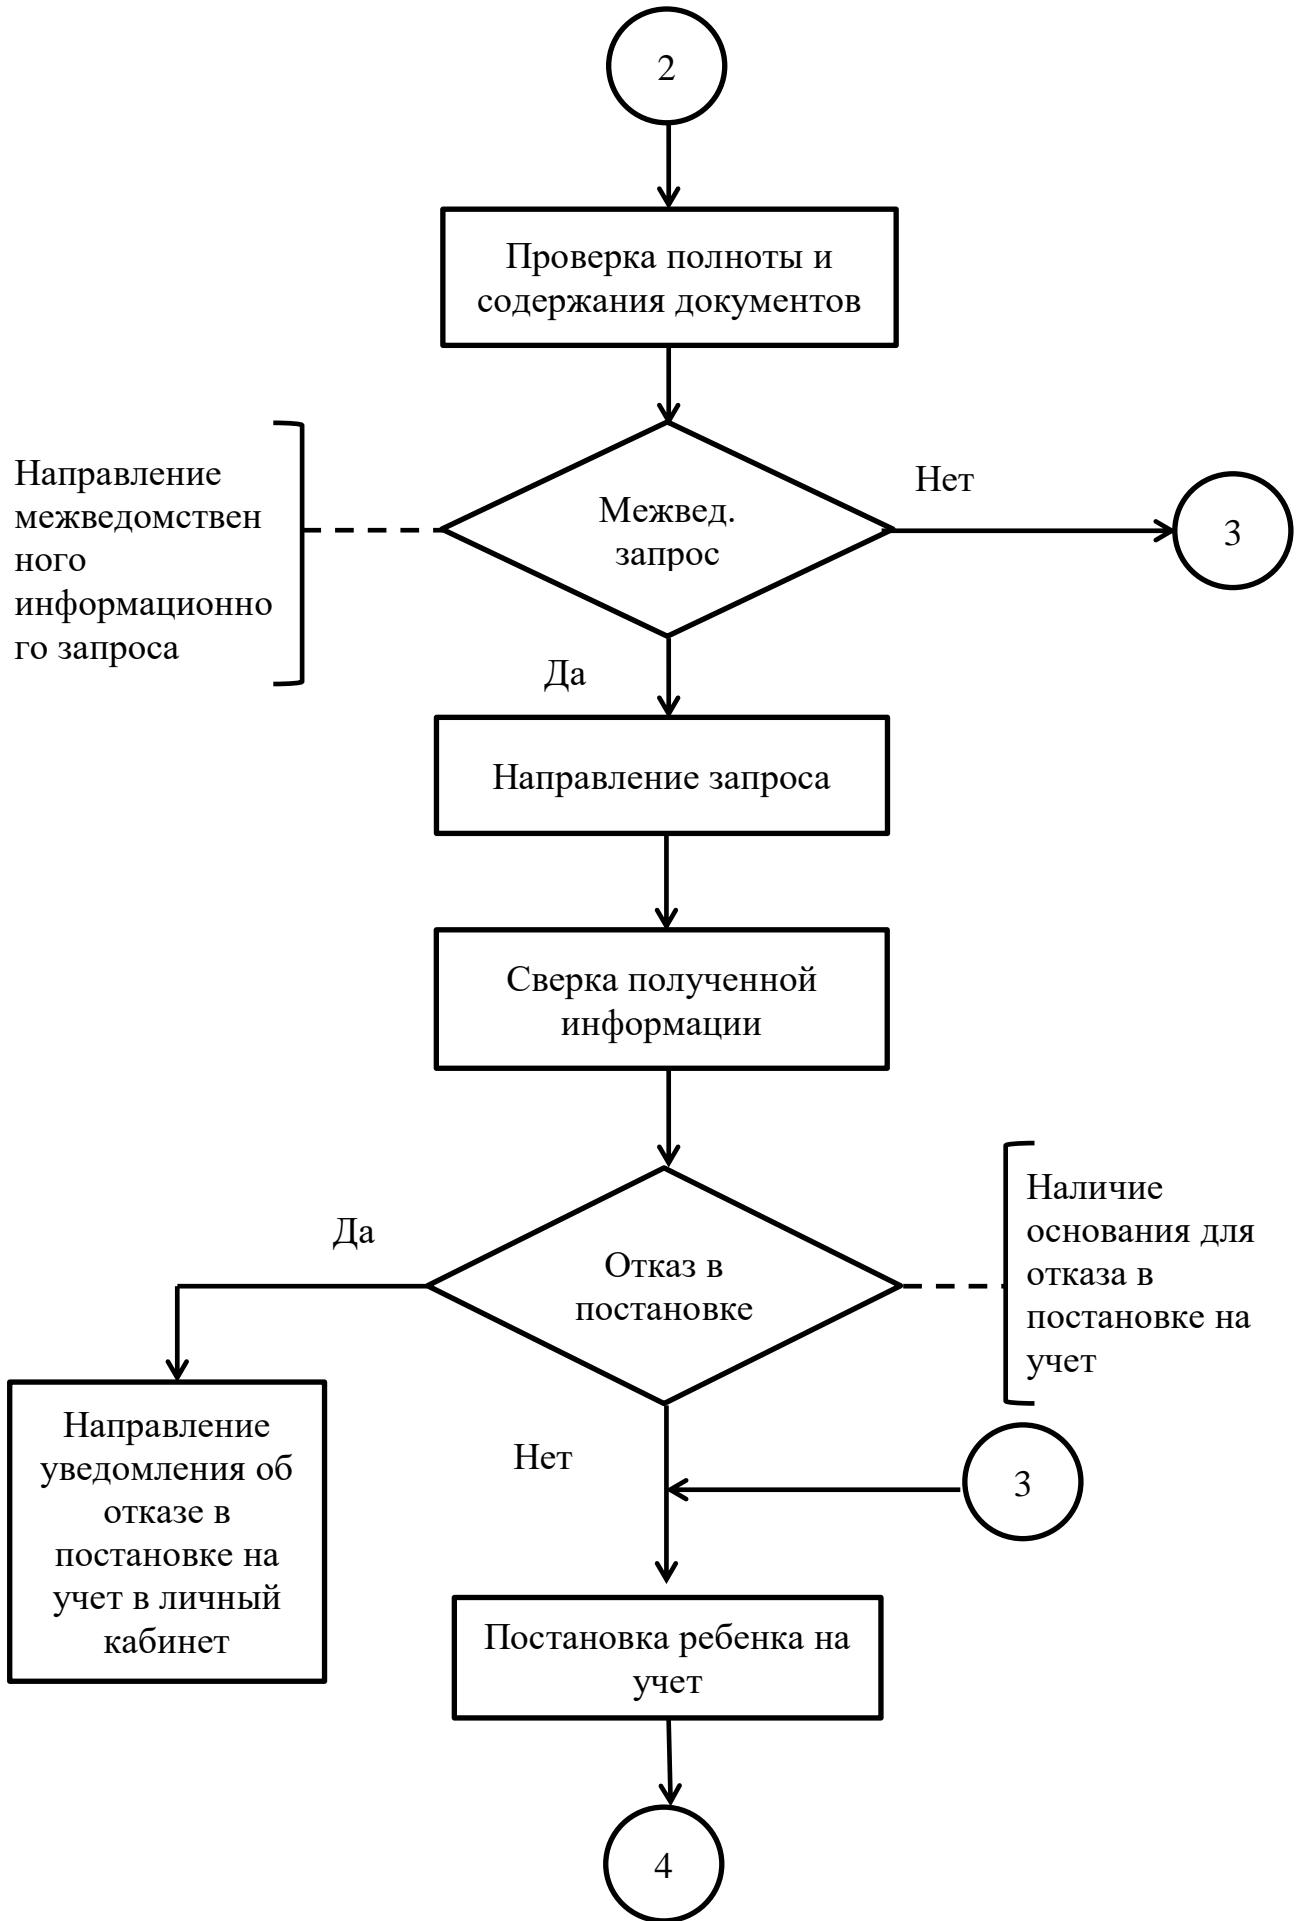 2
Проверка полноты и
содержания документов
Направление
межведомствен
ного
информационно
го запроса
Межвед.
запрос
Нет
3
Да
Направление запроса
Сверка полученной
информации
Да
Отказ в
постановке
Наличие
основания для
отказа в
постановке на
учет
Направление
уведомления об
отказе в
постановке на
учет в личный
кабинет
Нет
3
Постановка ребенка на
учет
4